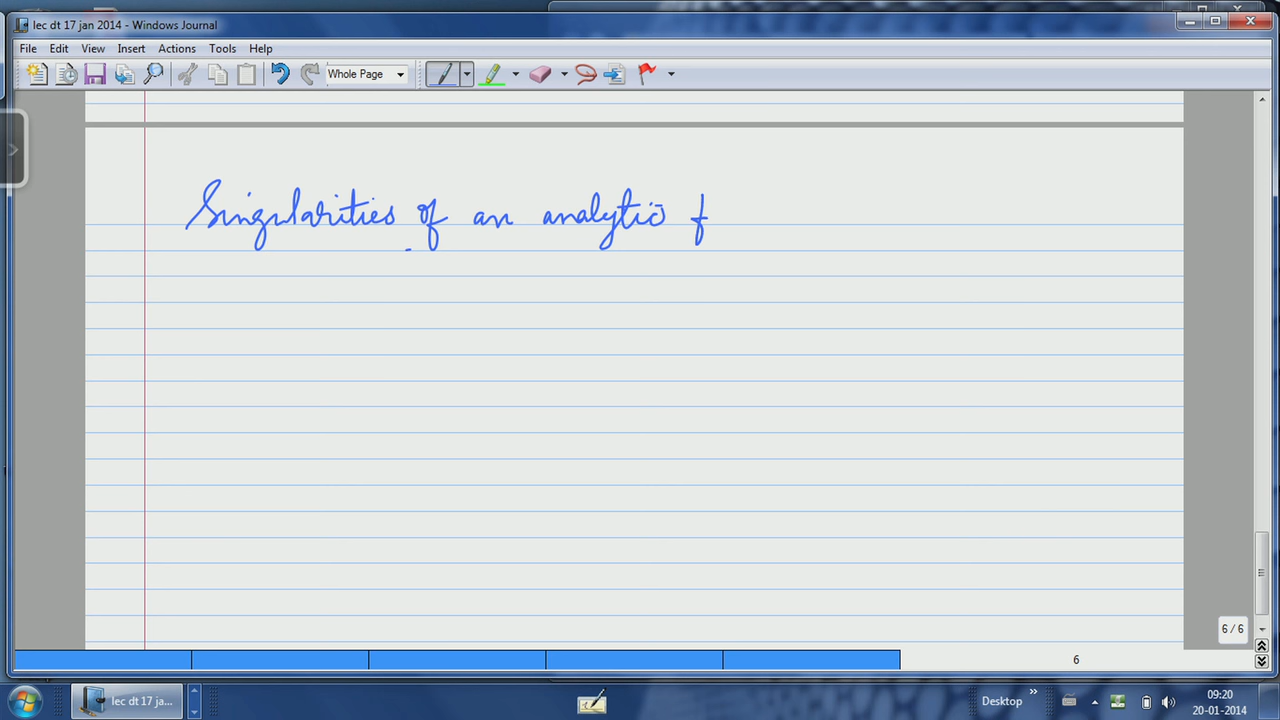 lec dt 17 jan 2014 - Windows Journal
File Edit View Insert Actions Tools Help
Whole Page
Singularities of an analytic f
6 / 6
6
lec dt 17 ja...
Desktop
09:20
20-01-2014